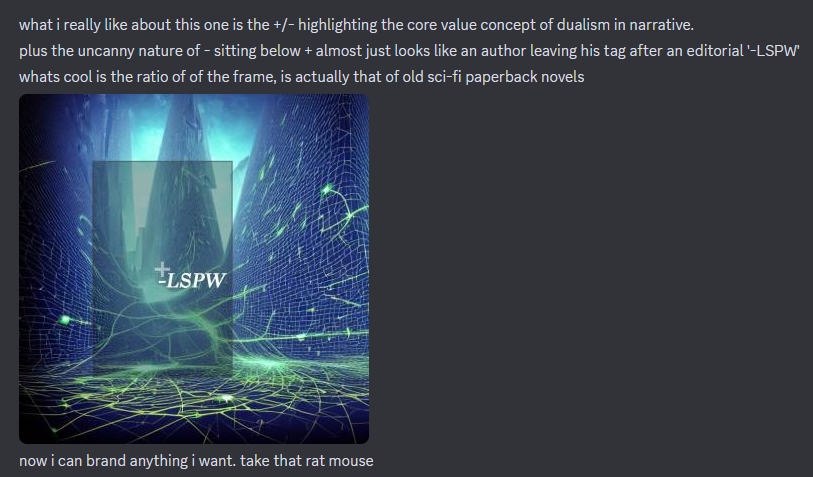 what i really like about this one is the +/- highlighting the core value concept of dualism in narrative.
plus the uncanny nature of - sitting below + almost just looks like an author leaving his tag after an editorial '-LSPW'
whats cool is the ratio of of the frame, is actually that of old sci-fi paperback novels
+
-LSPW
now i can brand anything i want. take that rat mouse